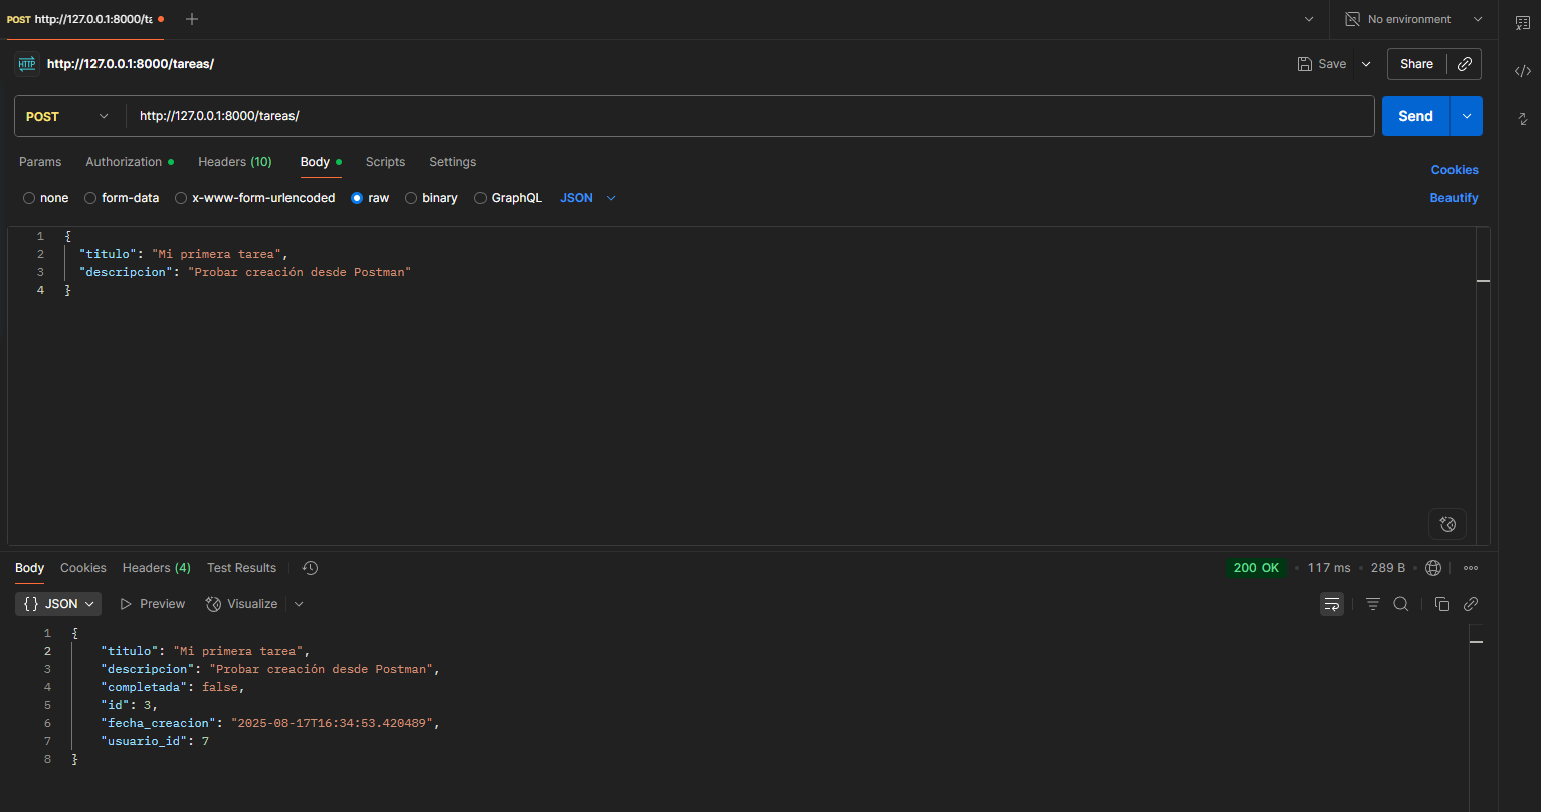 POST http://127.0.0.1:8000/ta
No environment
HTTP http://127.0.0.1:8000/tareas/
Save
Share
POST http://127.0.0.1:8000/tareas/
Send
Params Authorization Headers (10) Body Scripts Settings
Cookies
none form-data x-www-form-urlencoded raw binary GraphQL JSON
Beautify
1 {
2 "titulo": "Mi primera tarea",
3 "descripcion": "Probar creación desde Postman"
4 }
Body Cookies Headers (4) Test Results
200 OK • 117 ms • 289 B
{} JSON Preview Visualize
1 {
2 "titulo": "Mi primera tarea",
3 "descripcion": "Probar creación desde Postman",
4 "completada": false,
5 "id": 3,
6 "fecha_creacion": "2025-08-17T16:34:53.420489",
7 "usuario_id": 7
8 }